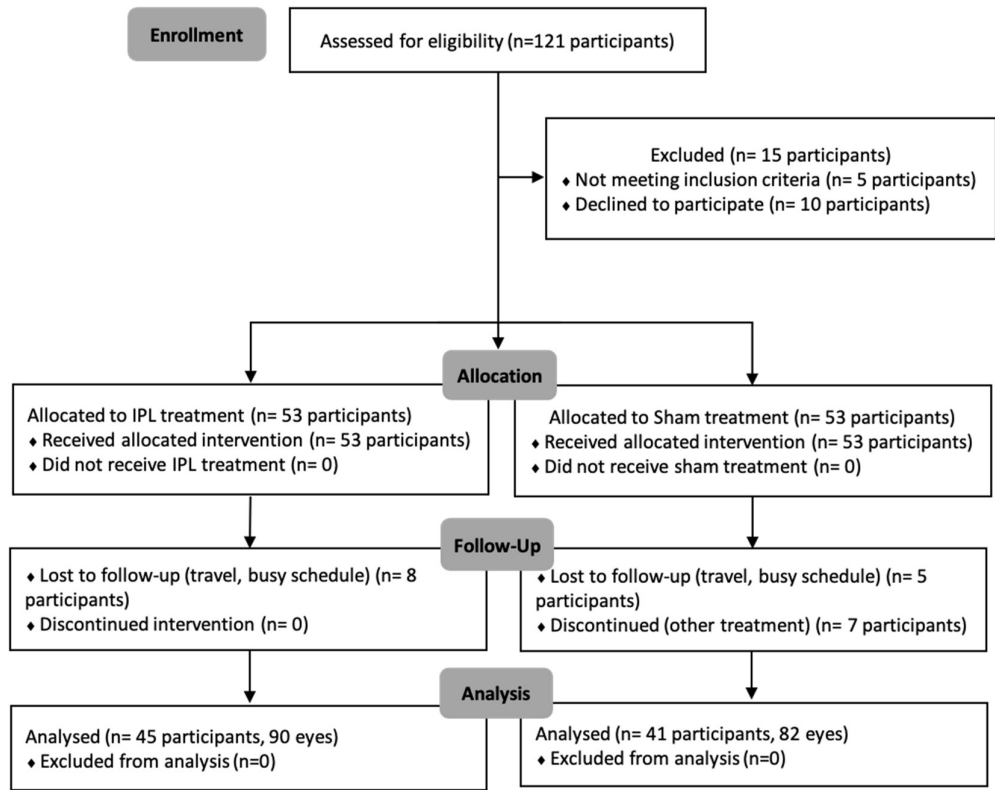 Enrollment
Assessed for eligibility (n=121 participants)
Excluded (n= 15 participants)
♦ Not meeting inclusion criteria (n= 5 participants)
♦ Declined to participate (n= 10 participants)
Allocation
Allocated to IPL treatment (n= 53 participants)
♦ Received allocated intervention (n= 53 participants)
♦ Did not receive IPL treatment (n= 0)
Allocated to Sham treatment (n= 53 participants)
♦ Received allocated intervention (n= 53 participants)
♦ Did not receive sham treatment (n= 0)
Follow-Up
♦ Lost to follow-up (travel, busy schedule) (n= 8
participants)
♦ Discontinued intervention (n= 0)
♦ Lost to follow-up (travel, busy schedule) (n= 5
participants)
♦ Discontinued (other treatment) (n= 7 participants)
Analysis
Analysed (n= 45 participants, 90 eyes)
♦ Excluded from analysis (n=0)
Analysed (n= 41 participants, 82 eyes)
♦ Excluded from analysis (n=0)